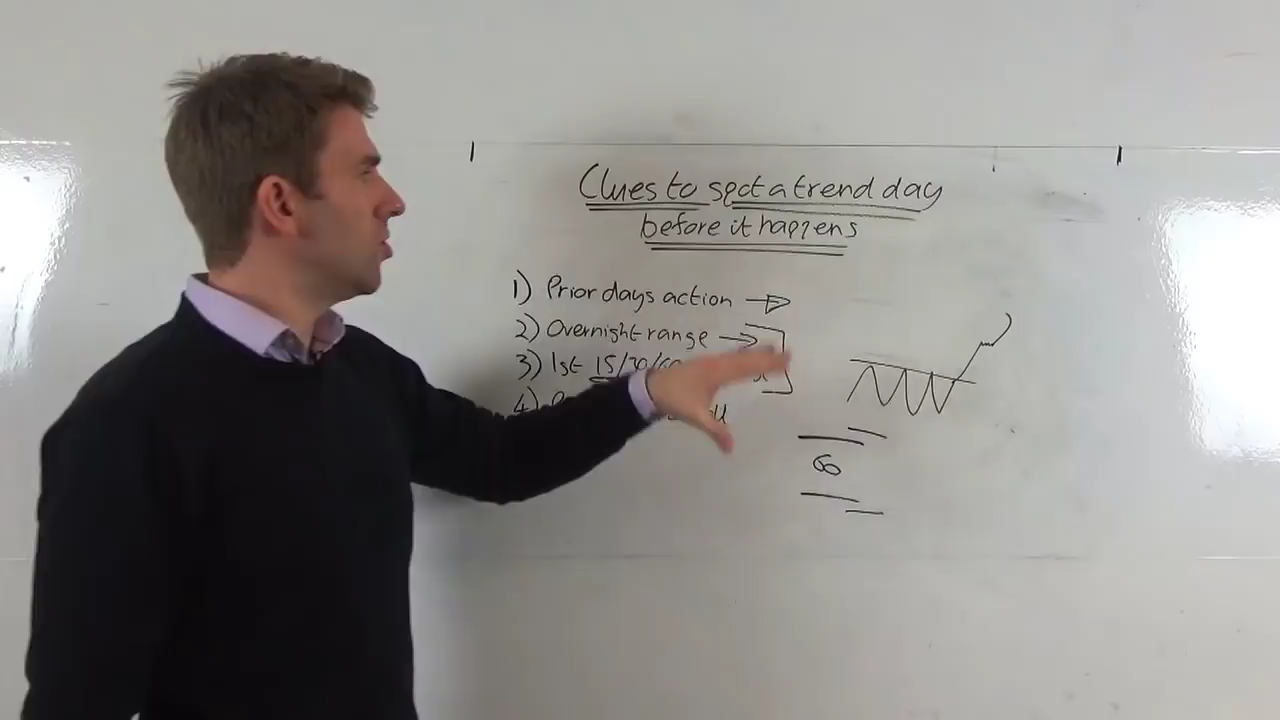 Clues to spot a trend day
before it happens
1) Prior days action
2) Overnight range
3) 1st 15/30/60
4)
60